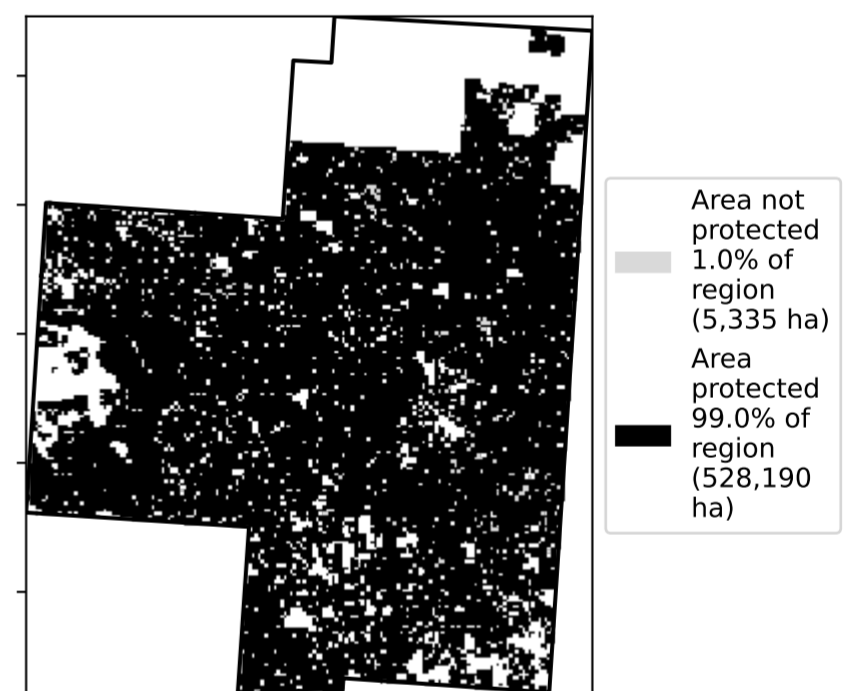 Area not
protected
1.0% of
region
(5,335 ha)
Area
protected
99.0% of
region
(528,190
ha)